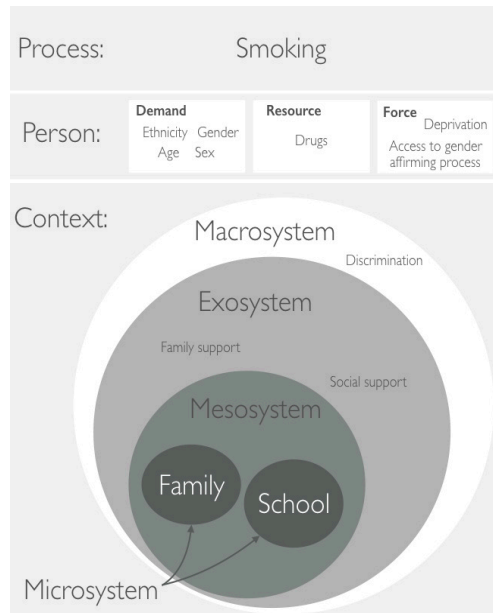 Process: Smoking
Person:
Demand
Ethnicity Gender
Age Sex
Resource
Drugs
Force
Deprivation
Access to gender
affirming process
Context:
Macrosystem
Discrimination
Exosystem
Family support
Social support
Mesosystem
Family
School
Microsystem